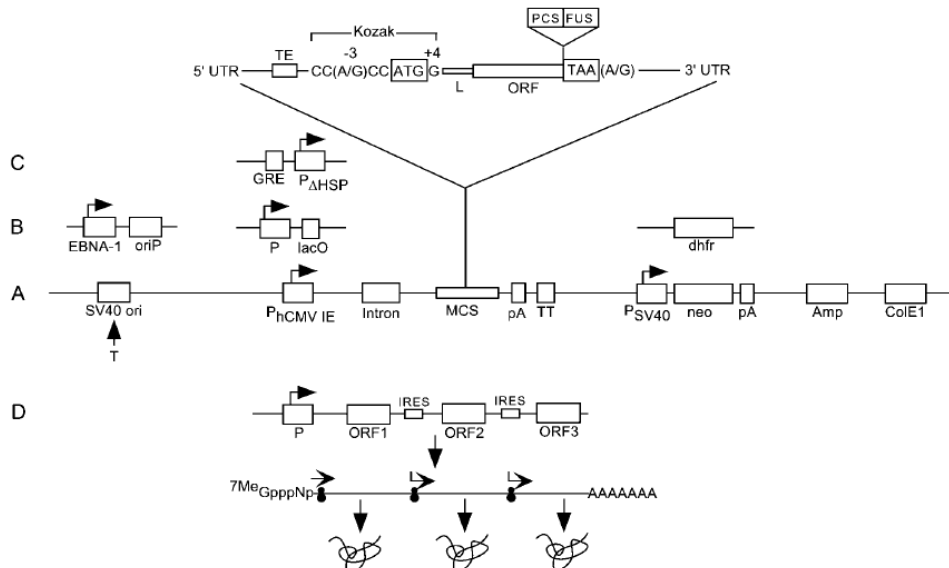 PCS FUS
Kozak
TE -3 +4
5' UTR CC(A/G)CC ATG G TAA (A/G) 3' UTR
L ORF
C
GRE PΔHSP
B
EBNA-1 oriP P lacO dhfr
A
SV40 ori PhCMV IE Intron MCS pA TT PSV40 neo pA Amp ColE1
T
D
IRES IRES
P ORF1 ORF2 ORF3
7MeGpppNp AAAAAAA